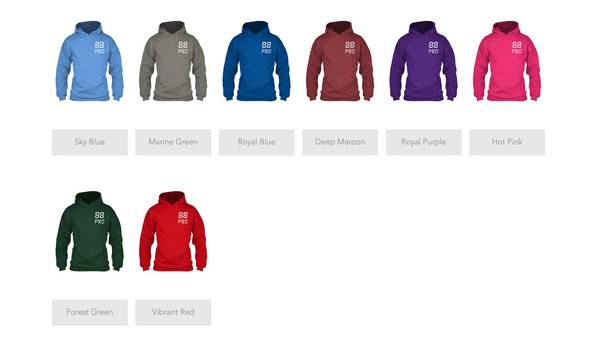 88
PRO
88
PRO
88
PRO
88
PRO
88
PRO
88
PRO
Sky Blue
Marine Green
Royal Blue
Deep Maroon
Royal Purple
Hot Pink
88
PRO
88
PRO
Forest Green
Vibrant Red